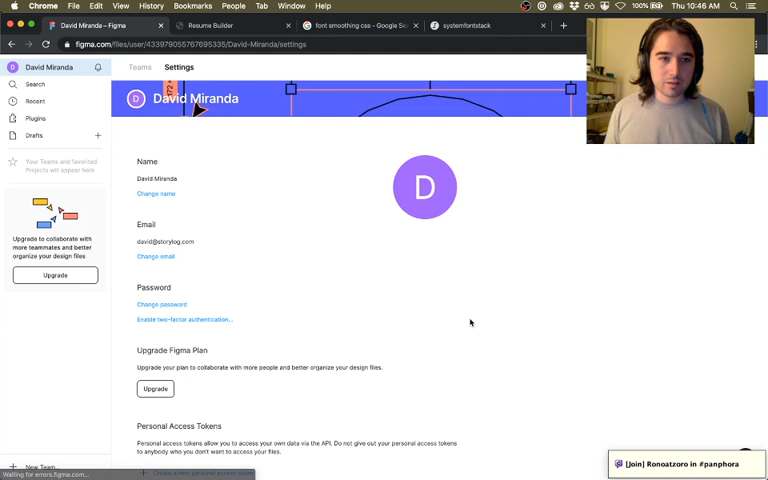 Chrome File Edit View History Bookmarks People Tab Window Help
100% Thu 10:46 AM
David Miranda – Figma
Resume Builder
font smoothing css - Google Se
systemfontstack
figma.com/files/user/433979055767695335/David-Miranda/settings
David Miranda
Search
Recent
Plugins
Drafts
Your Teams and favorited
Projects will appear here
Upgrade to collaborate with
more teammates and better
organize your design files
Upgrade
New Team...
Waiting for errors.figma.com...
Teams Settings
172 ×
D David Miranda
Name
David Miranda
Change name
D
Email
david@storylog.com
Change email
Password
Change password
Enable two-factor authentication...
Upgrade Figma Plan
Upgrade your plan to collaborate with more people and better organize your design files.
Upgrade
Personal Access Tokens
Personal access tokens allow you to access your own data via the API. Do not give out your personal access tokens
to anybody who you don't want to access your files.
Create a new personal access token
[Join] Ronoatzoro in #panphora